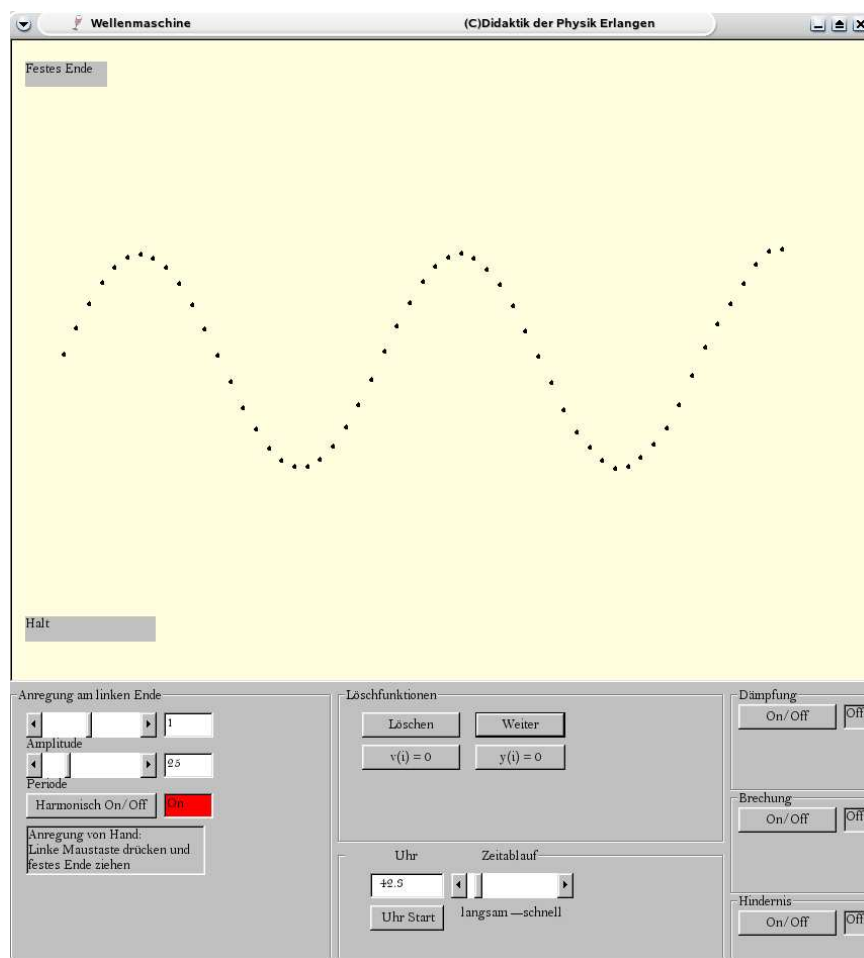 Wellenmaschine (C)Didaktik der Physik Erlangen
Festes Ende
Halt
Anregung am linken Ende
1
Amplitude
25
Periode
Harmonisch On/Off On
Anregung von Hand:
Linke Maustaste drücken und
festes Ende ziehen
Löschfunktionen
Löschen Weiter
v(i) = 0 y(i) = 0
Uhr Zeitablauf
42.5
Uhr Start langsam —schnell
Dämpfung
On/Off Off
Brechung
On/Off Off
Hindernis
On/Off Off